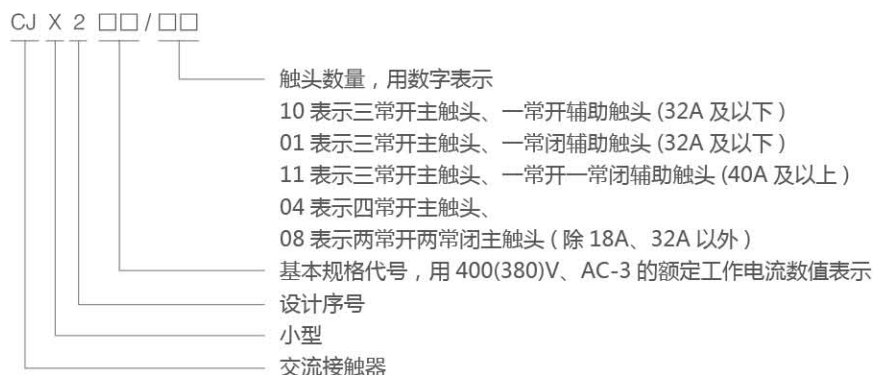 CJ X 2 □□ / □□
触头数量，用数字表示
10 表示三常开主触头、一常开辅助触头 (32A 及以下 )
01 表示三常开主触头、一常闭辅助触头 (32A 及以下 )
11 表示三常开主触头、一常开一常闭辅助触头 (40A 及以上 )
04 表示四常开主触头、
08 表示两常开两常闭主触头 ( 除 18A、32A 以外 )
基本规格代号，用 400(380)V、AC-3 的额定工作电流数值表示
设计序号
小型
交流接触器